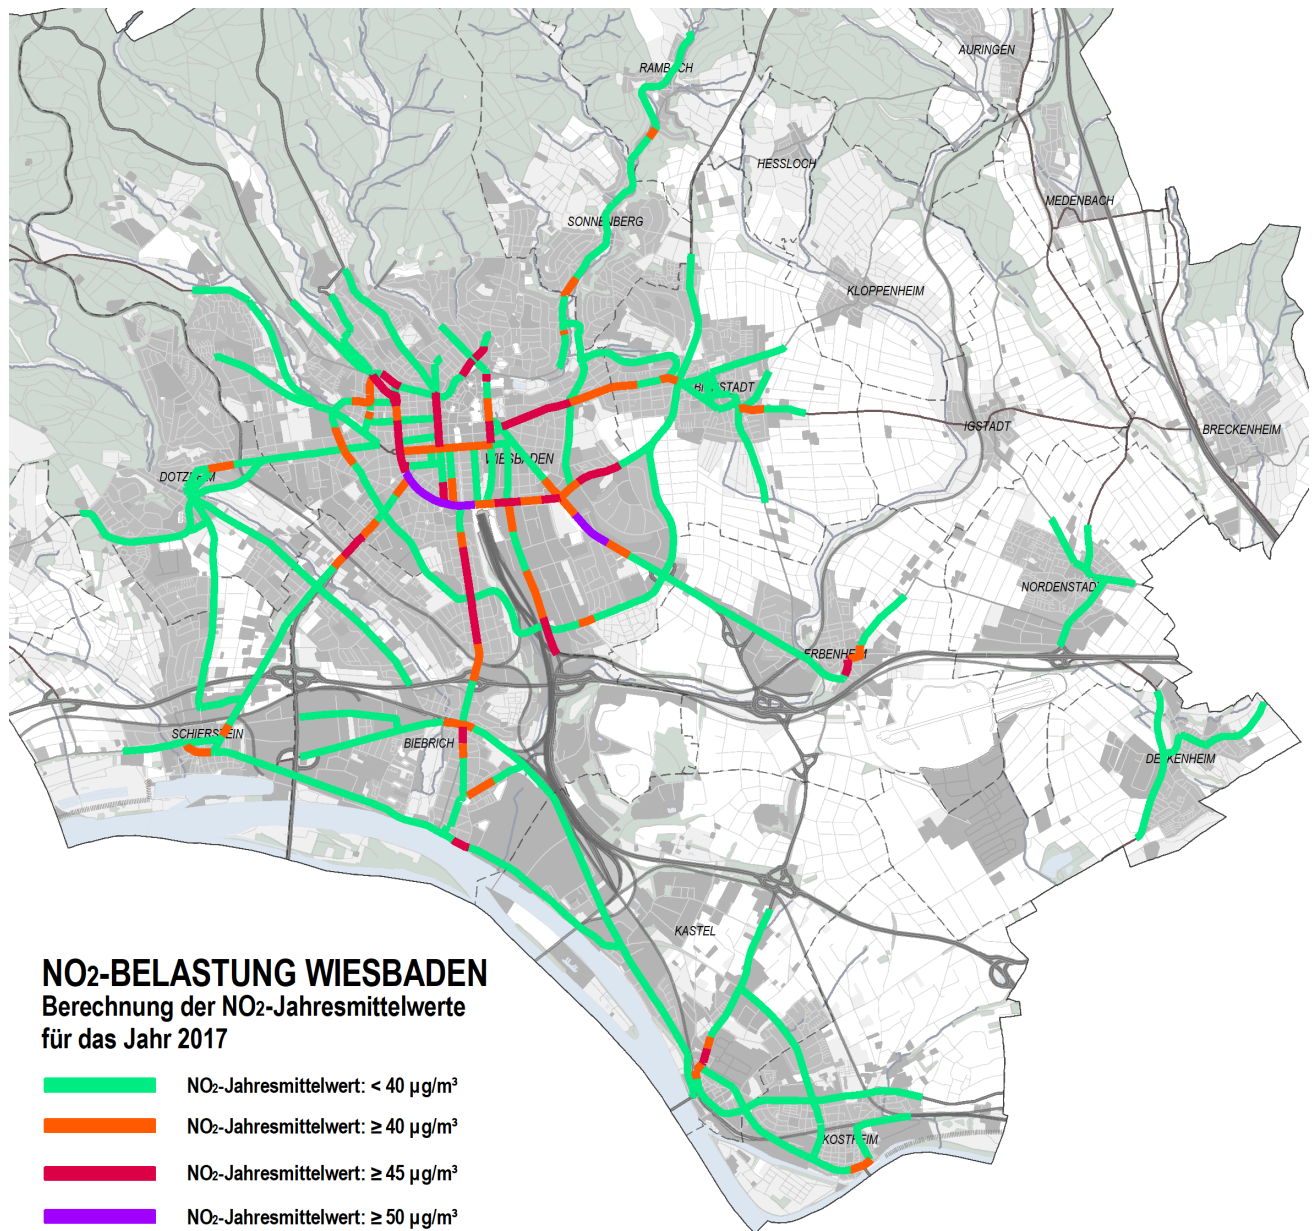 AURINGEN
RAMBACH
HESSLOCH
MEDENBACH
SONNENBERG
KLOPPENHEIM
BIERSTADT
IGSTADT
BRECKENHEIM
WIESBADEN
DOTZHEIM
NORDENSTADT
ERBENHEIM
SCHIERSTEIN
BIEBRICH
DELKENHEIM
KASTEL
KOSTHEIM
NO2-BELASTUNG WIESBADEN
Berechnung der NO2-Jahresmittelwerte
für das Jahr 2017
NO2-Jahresmittelwert: < 40 µg/m³
NO2-Jahresmittelwert: ≥ 40 µg/m³
NO2-Jahresmittelwert: ≥ 45 µg/m³
NO2-Jahresmittelwert: ≥ 50 µg/m³